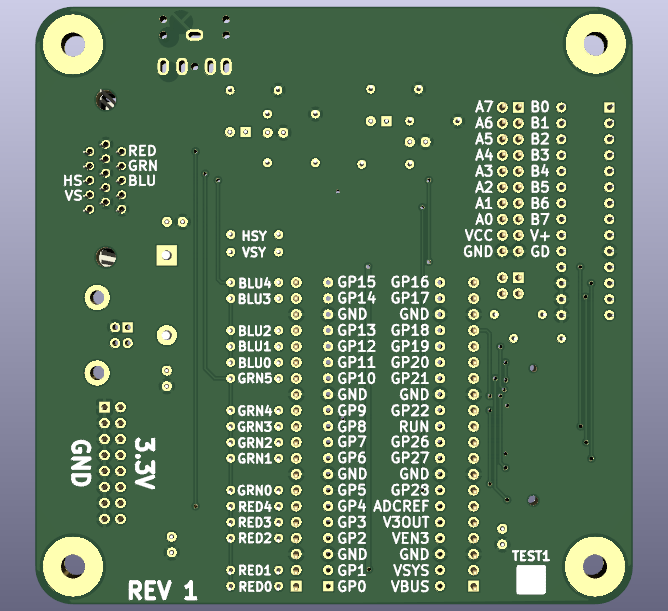 A7 B0
A6 B1
RED A5 B2
GRN A4 B3
HS BLU A3 B4
VS A2 B5
A1 B6
A0 B7
HSY VCC V+
VSY GND GD
BLU4 GP15 GP16
BLU3 GP14 GP17
GND GND
BLU2 GP13 GP18
BLU1 GP12 GP19
BLU0 GP11 GP20
GRN5 GP10 GP21
GND GND
GRN4 GP9 GP22
GRN3 GP8 RUN
GRN2 GP7 GP26
GRN1 GP6 GP27
GND 3.3V GND GND
GRN0 GP5 GP23
RED4 GP4 ADCREF
RED3 GP3 V3OUT
RED2 GP2 VEN3
GND GND TEST1
RED1 GP1 VSYS
REV 1 RED0 GP0 VBUS